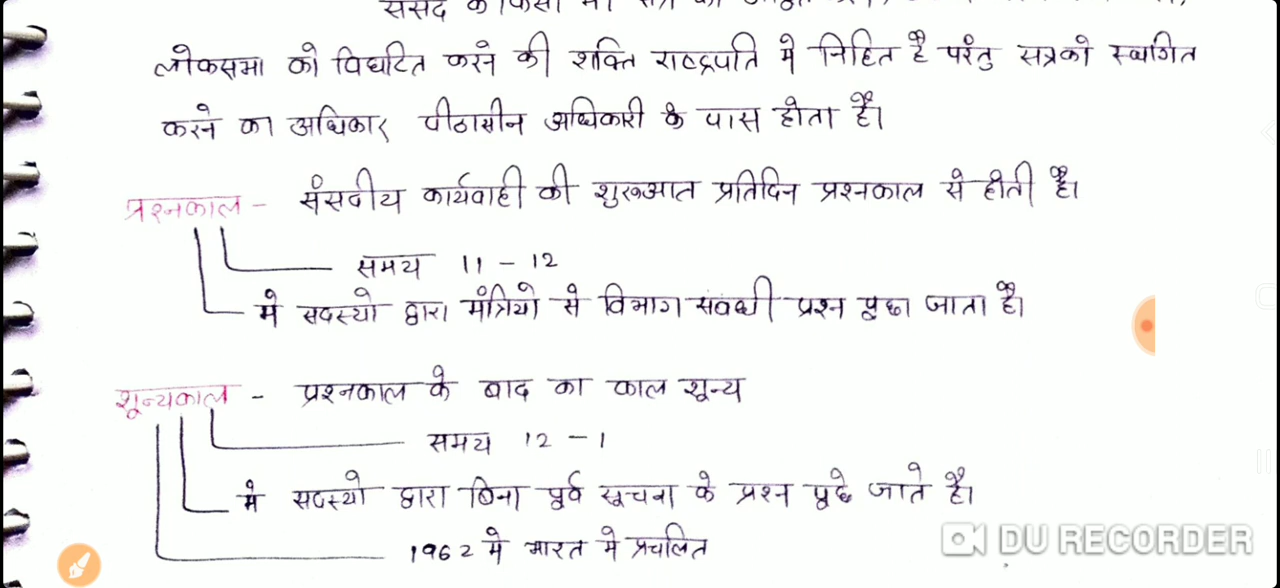 लोकसभा को विघटित करने की शक्ति राष्ट्रपति मे निहित है परंतु सत्रको स्थगित
करने का अधिकार पीठासीन अधिकारी के पास होता है।
प्रश्नकाल - संसदीय कार्यवाही की शुरूआत प्रतिदिन प्रश्नकाल से होती है।
समय 11 - 12
मे सदस्यो द्वारा मंत्रियो से विभाग संबंधी प्रश्न पुछा जाता है।
शून्यकाल - प्रश्नकाल के बाद का काल शून्य
समय 12 - 1
मे सदस्यो द्वारा बिना पूर्व सूचना के प्रश्न पूछे जाते है।
1962 मे भारत मे प्रचलित
DU RECORDER